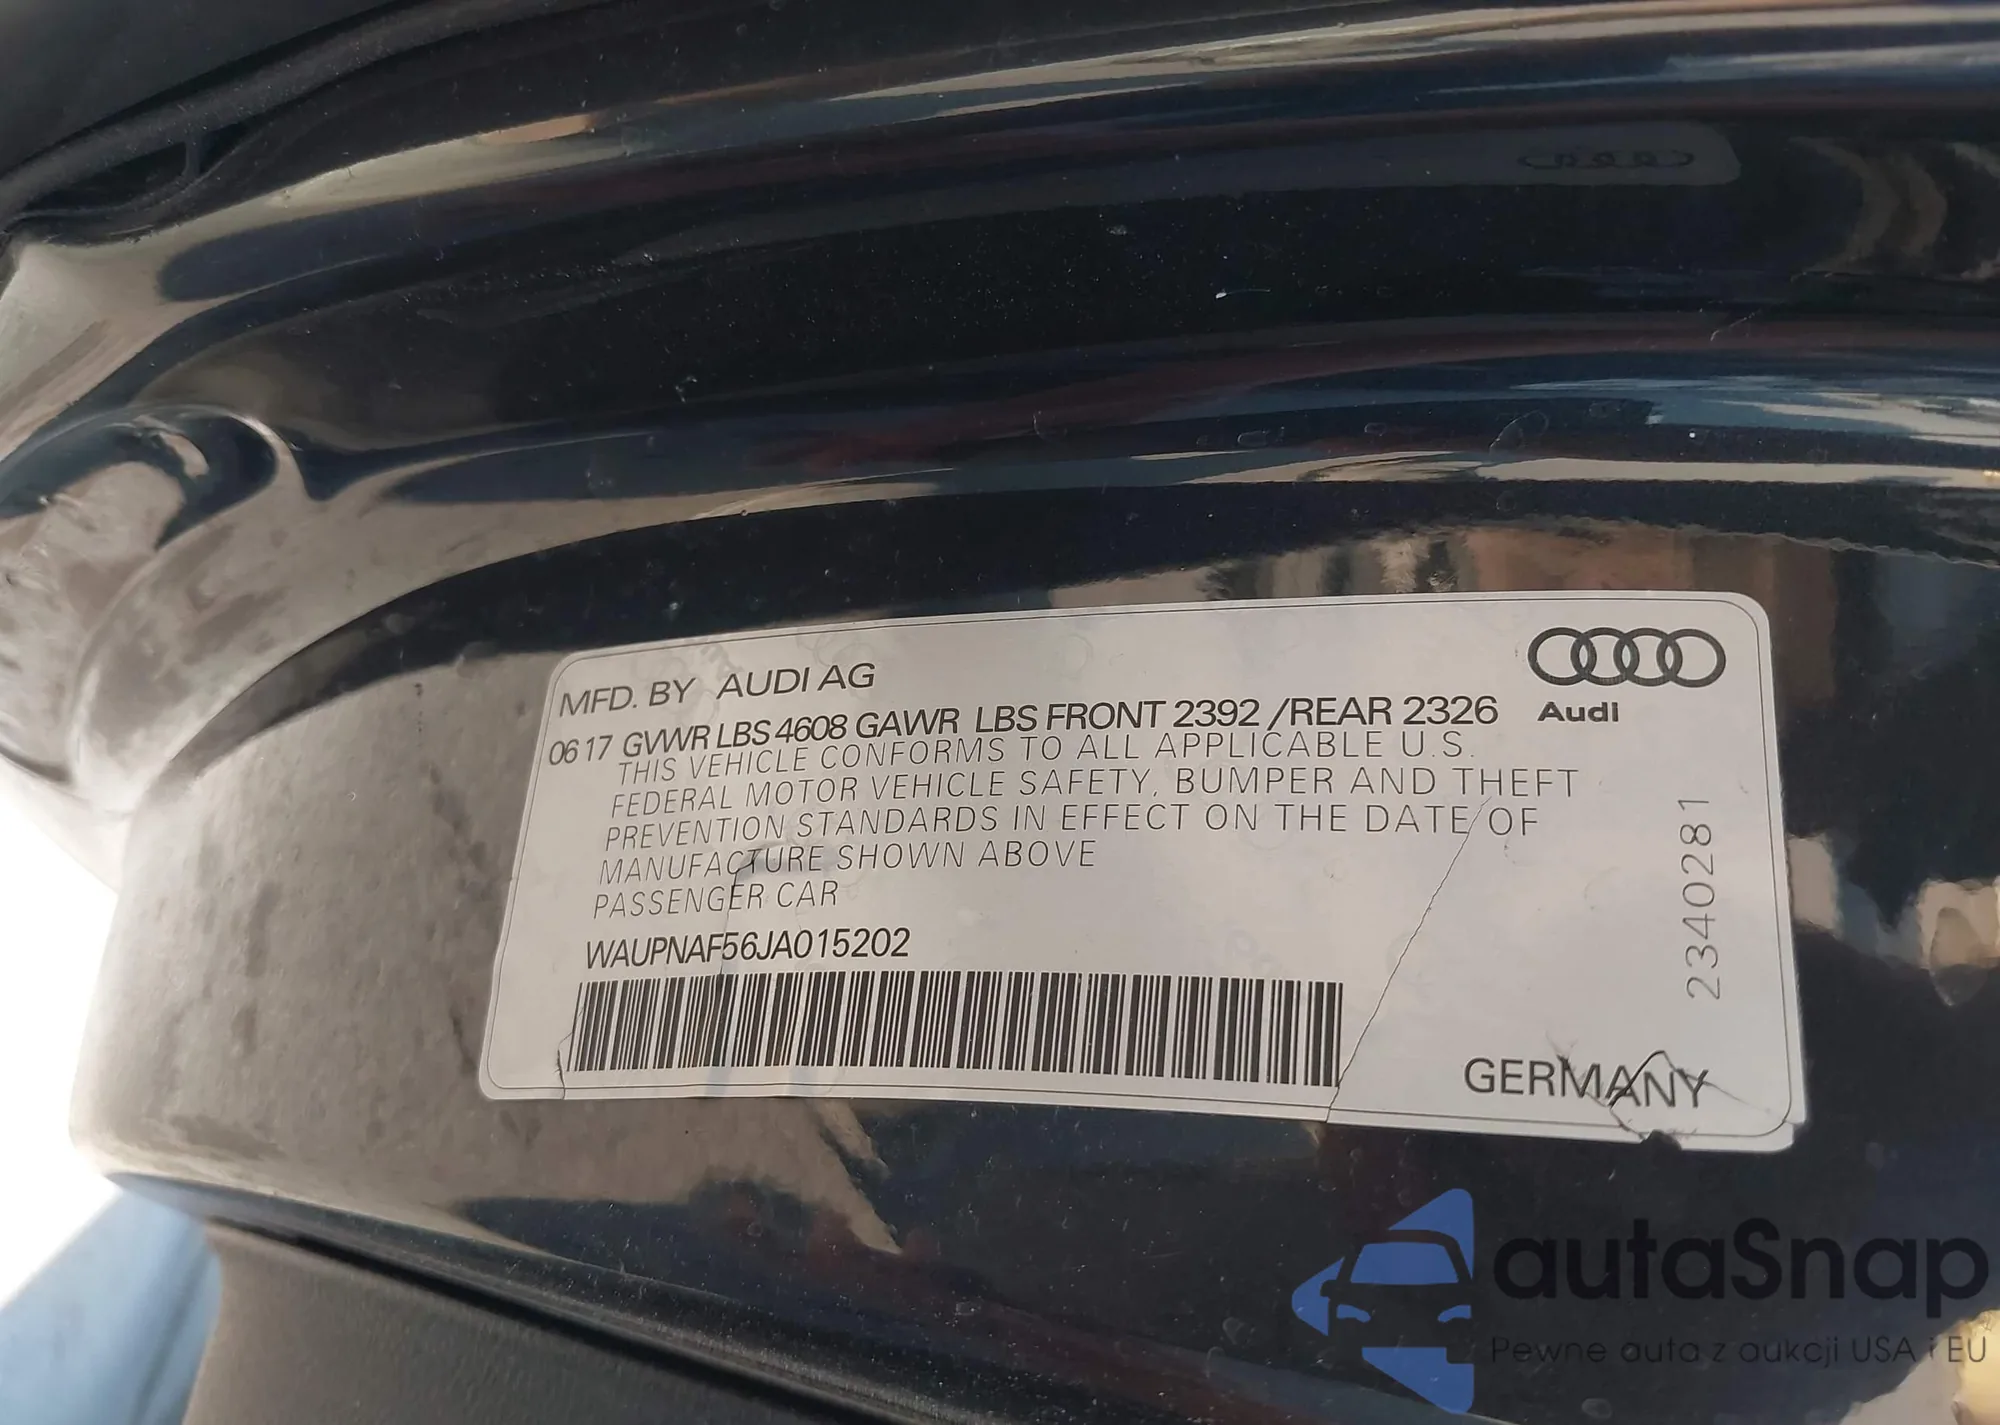 MFD. BY AUDI AG
06 17 GVWR LBS 4608 GAWR LBS FRONT 2392 /REAR 2326
Audi
THIS VEHICLE CONFORMS TO ALL APPLICABLE U.S.
FEDERAL MOTOR VEHICLE SAFETY, BUMPER AND THEFT
PREVENTION STANDARDS IN EFFECT ON THE DATE OF
MANUFACTURE SHOWN ABOVE
PASSENGER CAR
WAUPNAF56JA015202
2340281
GERMANY
autaSnap
Pewne auta z aukcji USA i EU